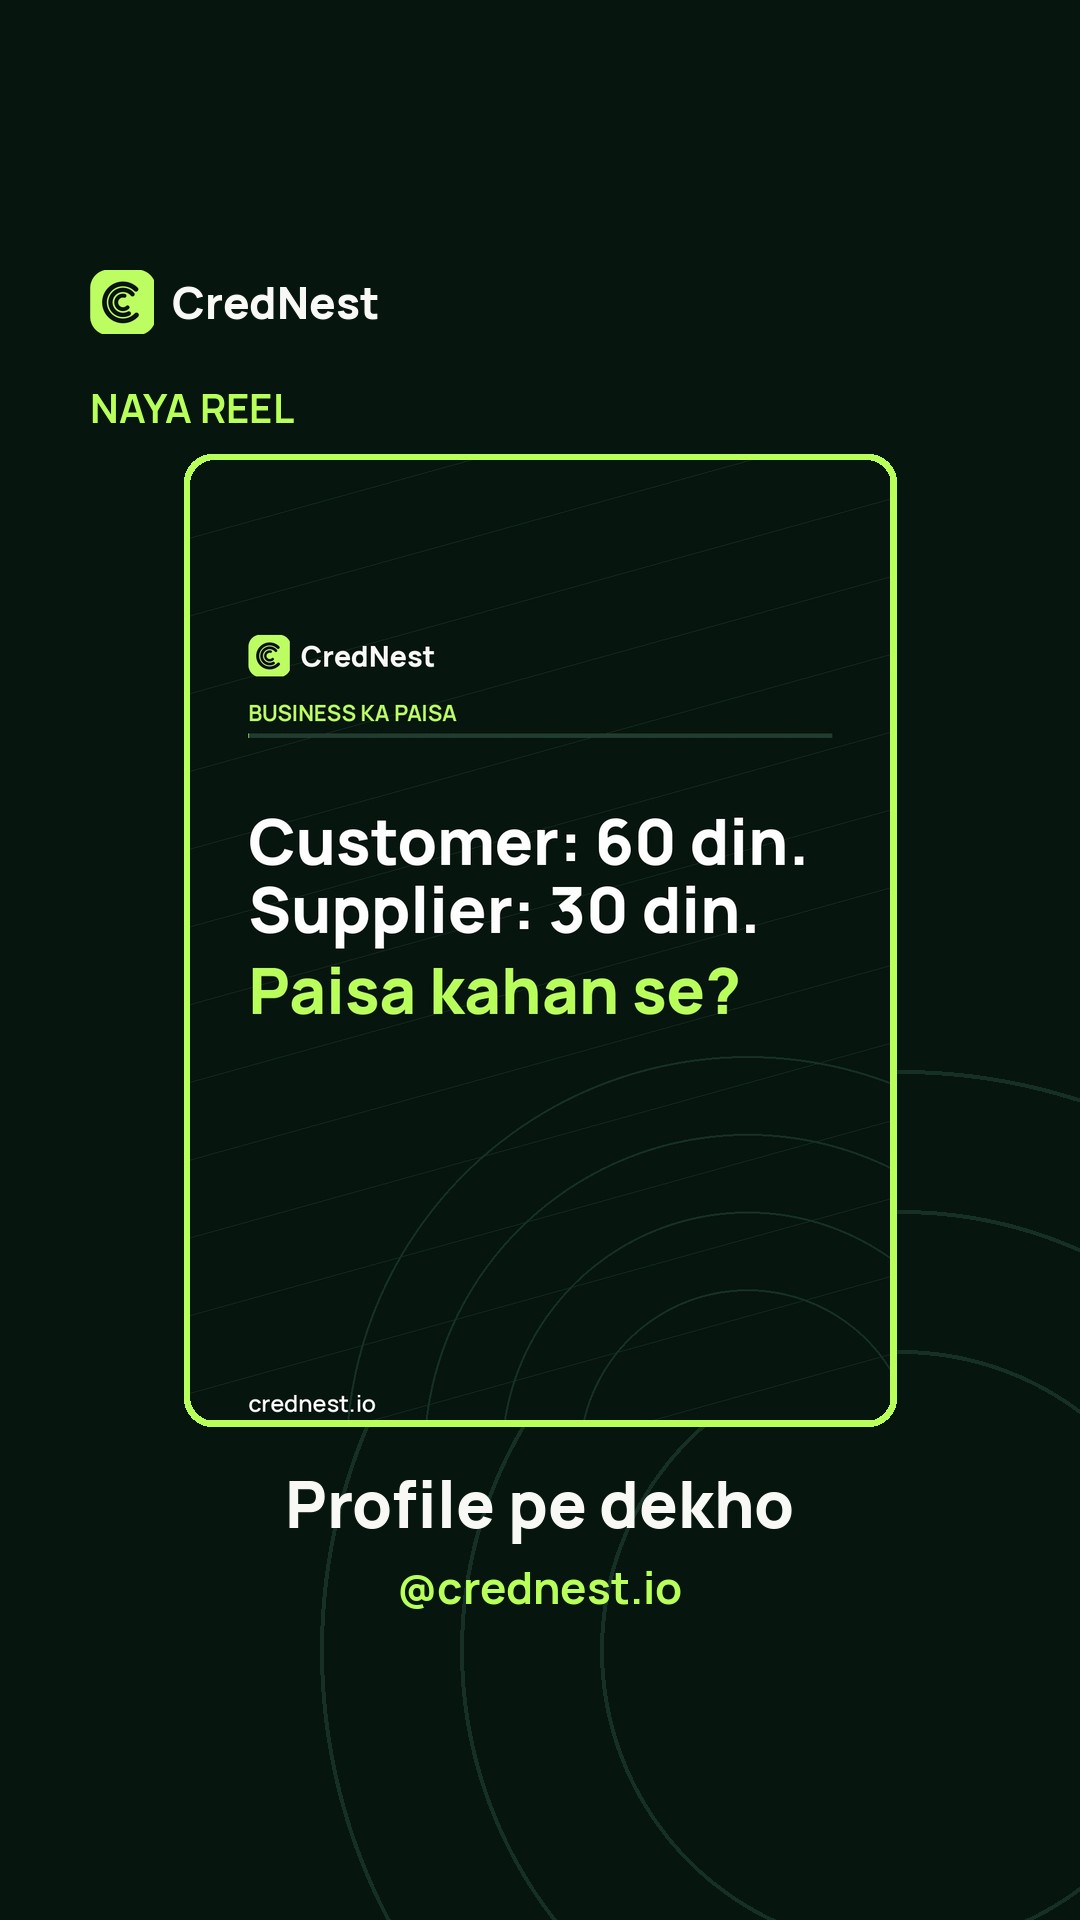 CredNest
NAYA REEL
CredNest
BUSINESS KA PAISA
Customer: 60 din.
Supplier: 30 din.
Paisa kahan se?
crednest.io
Profile pe dekho
@crednest.io